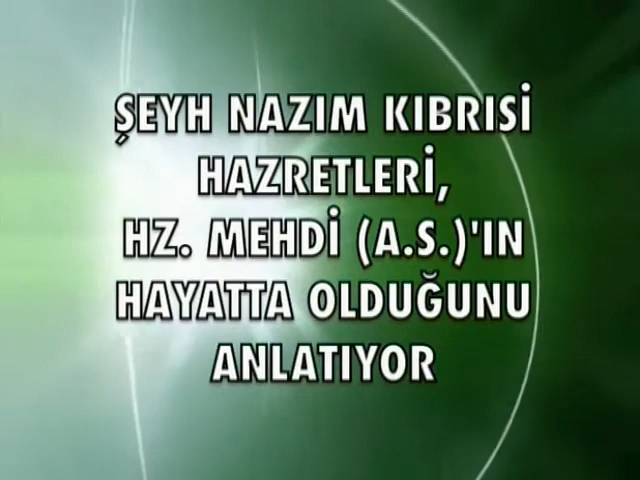 ŞEYH NAZIM KIBRISİ
HAZRETLERİ,
HZ. MEHDİ (A.S.)'IN
HAYATTA OLDUĞUNU
ANLATIYOR